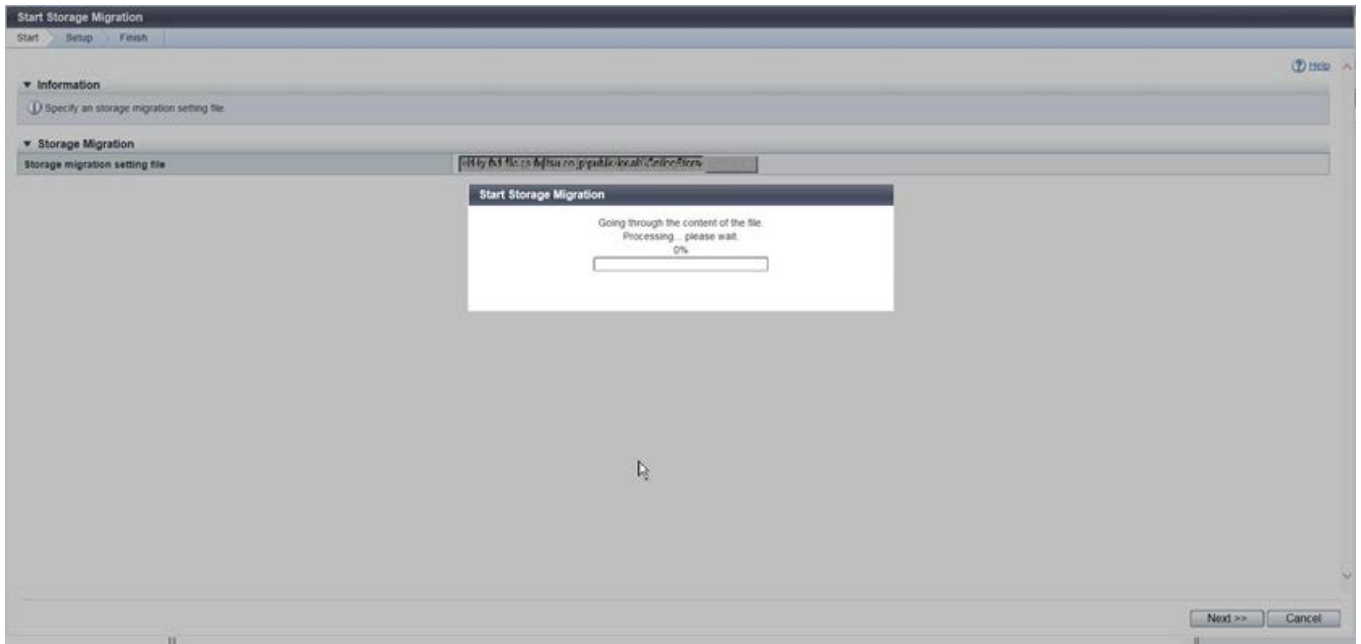 Start Storage Migration
Start Setup Finish
Help
Information
Specify an storage migration setting file.
Storage Migration
Storage migration setting file
Start Storage Migration
Going through the content of the file.
Processing... please wait.
0%
Next >> Cancel